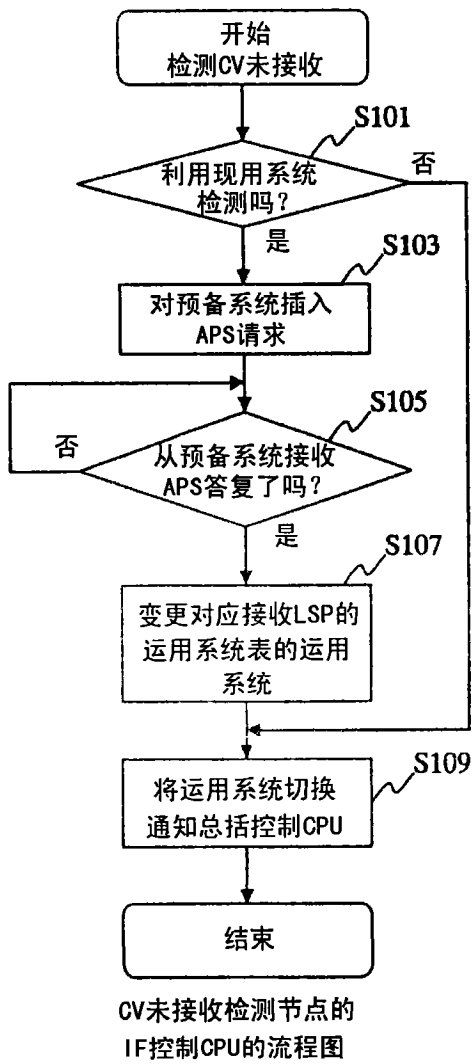 开始
检测CV未接收
S101
利用现用系统
检测吗?
否
是
S103
对预备系统插入
APS请求
S105
否
从预备系统接收
APS答复了吗?
是
S107
变更对应接收LSP的
运用系统表的运用
系统
S109
将运用系统切换
通知总括控制CPU
结束
CV未接收检测节点的
IF控制CPU的流程图